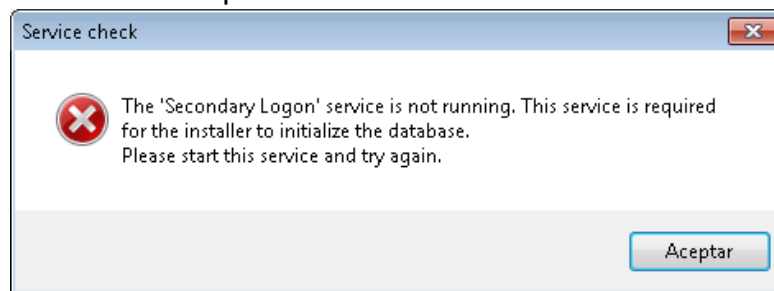 Service check
The 'Secondary Logon' service is not running. This service is required
for the installer to initialize the database.
Please start this service and try again.
Aceptar